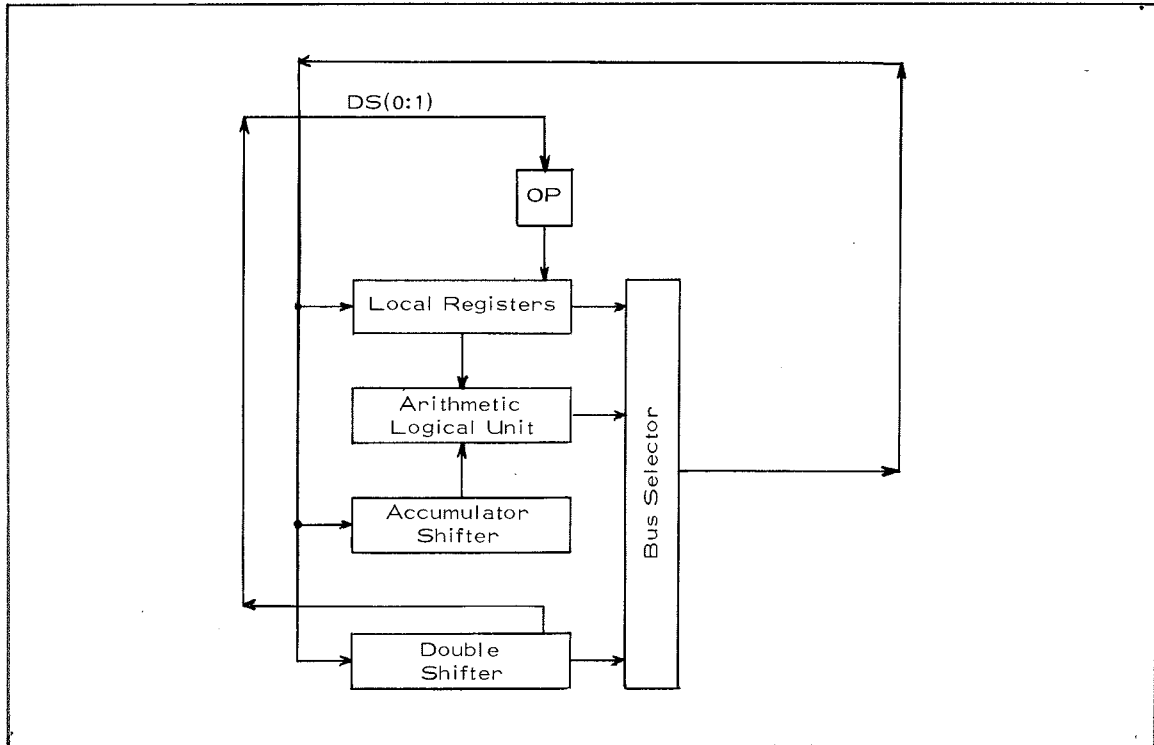 DS(0:1)
OP
Local Registers
Arithmetic
Logical Unit
Accumulator
Shifter
Double
Shifter
Bus Selector